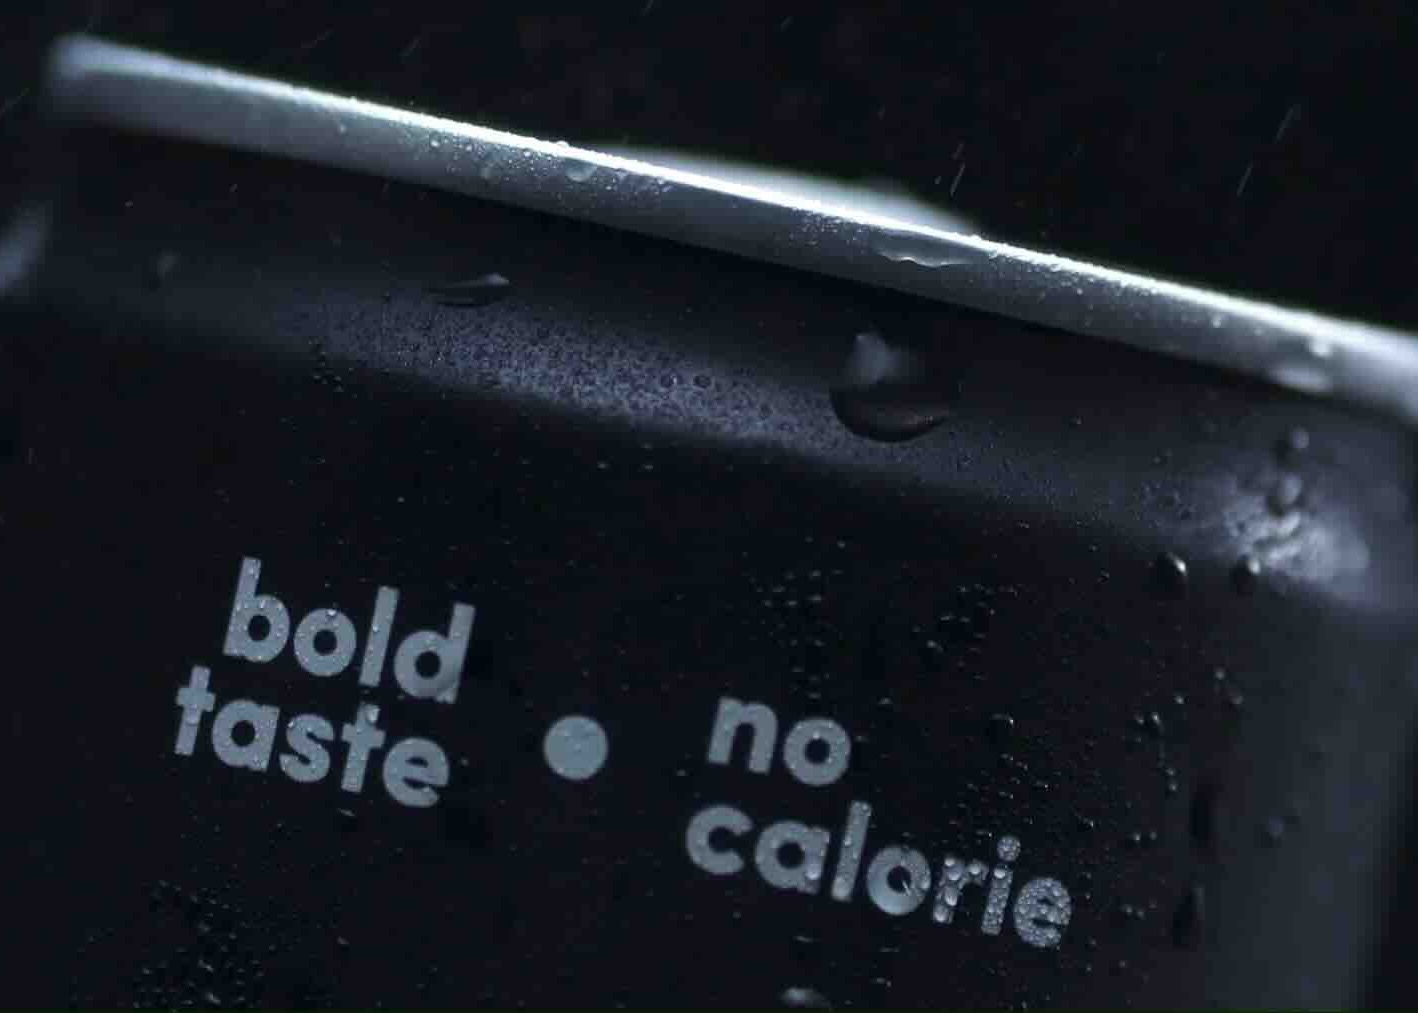 bold
taste
●
no
calorie